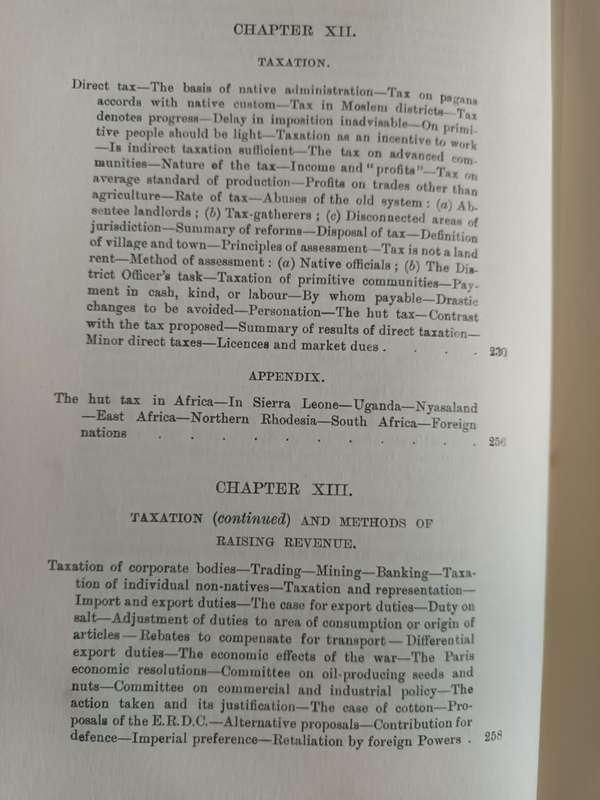 CHAPTER XII.
TAXATION.
Direct tax—The basis of native administration—Tax on pagans
accords with native custom—Tax in Moslem districts—Tax
denotes progress—Delay in imposition inadvisable—On primi-
tive people should be light—Taxation as an incentive to work
—Is indirect taxation sufficient—The tax on advanced com-
munities—Nature of the tax—Income and "profits"—Tax on
average standard of production—Profits on trades other than
agriculture—Rate of tax—Abuses of the old system: (a) Ab-
sentee landlords; (b) Tax-gatherers; (c) Disconnected areas of
jurisdiction—Summary of reforms—Disposal of tax—Definition
of village and town—Principles of assessment—Tax is not a land
rent—Method of assessment: (a) Native officials; (b) The Dis-
trict Officer's task—Taxation of primitive communities—Pay-
ment in cash, kind, or labour—By whom payable—Drastic
changes to be avoided—Personation—The hut tax—Contrast
with the tax proposed—Summary of results of direct taxation—
Minor direct taxes—Licences and market dues . . . . 230
APPENDIX.
The hut tax in Africa—In Sierra Leone—Uganda—Nyasaland
—East Africa—Northern Rhodesia—South Africa—Foreign
nations . . . . . . . . . . 256
CHAPTER XIII.
TAXATION (continued) AND METHODS OF
RAISING REVENUE.
Taxation of corporate bodies—Trading—Mining—Banking—Taxa-
tion of individual non-natives—Taxation and representation—
Import and export duties—The case for export duties—Duty on
salt—Adjustment of duties to area of consumption or origin of
articles—Rebates to compensate for transport—Differential
export duties—The economic effects of the war—The Paris
economic resolutions—Committee on oil-producing seeds and
nuts—Committee on commercial and industrial policy—The
action taken and its justification—The case of cotton—Pro-
posals of the E.R.D.C.—Alternative proposals—Contribution for
defence—Imperial preference—Retaliation by foreign Powers . 258